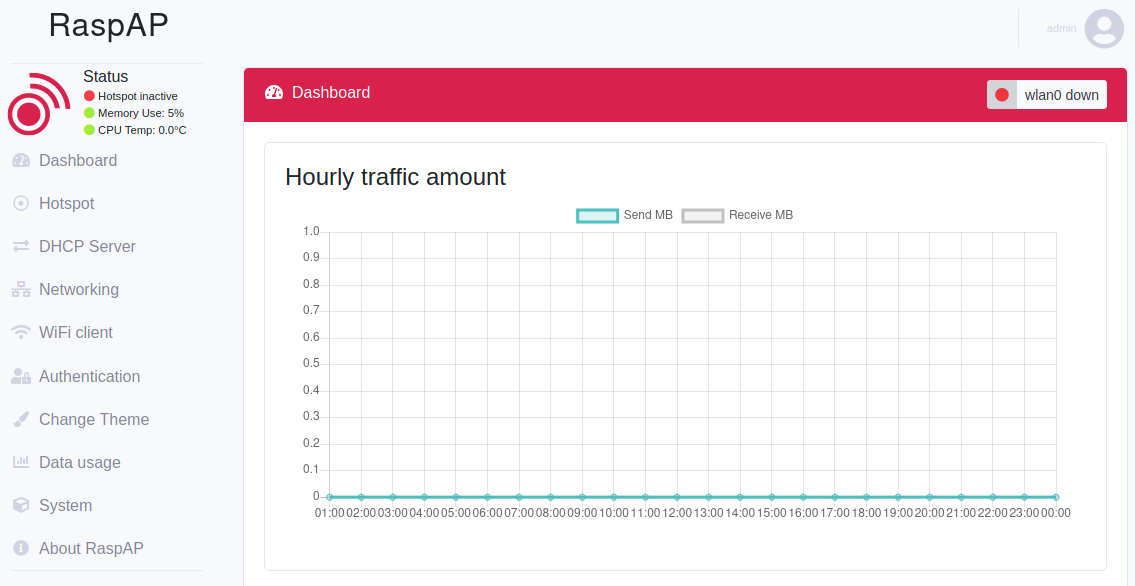 RaspAP
admin
Status
Hotspot inactive
Memory Use: 5%
CPU Temp: 0.0°C
Dashboard
Hotspot
DHCP Server
Networking
WiFi client
Authentication
Change Theme
Data usage
System
About RaspAP
Dashboard
wlan0 down
Hourly traffic amount
Send MB Receive MB
1.0
0.9
0.8
0.7
0.6
0.5
0.4
0.3
0.2
0.1
0
01:00 02:00 03:00 04:00 05:00 06:00 07:00 08:00 09:00 10:00 11:00 12:00 13:00 14:00 15:00 16:00 17:00 18:00 19:00 20:00 21:00 22:00 23:00 00:00